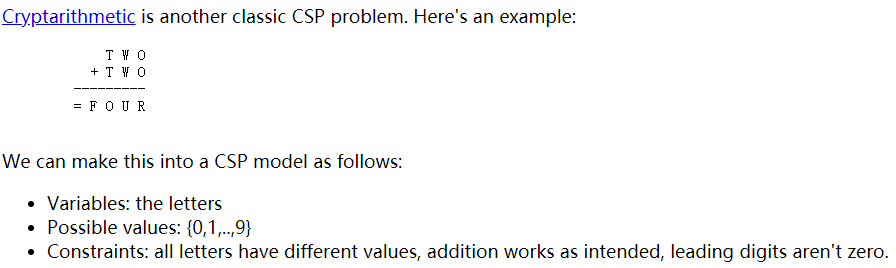 Cryptarithmetic is another classic CSP problem. Here's an example:
T W O
+ T W O
---------
= F O U R
We can make this into a CSP model as follows:
• Variables: the letters
• Possible values: {0,1,..,9}
• Constraints: all letters have different values, addition works as intended, leading digits aren't zero.